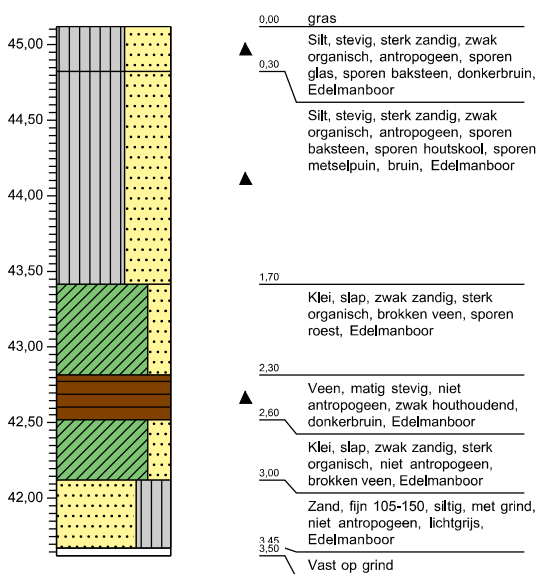 0,00 gras
45,00
Silt, stevig, sterk zandig, zwak
organisch, antropogeen, sporen
glas, sporen baksteen, donkerbruin,
Edelmanboor
0,30
Silt, stevig, sterk zandig, zwak
organisch, antropogeen, sporen
baksteen, sporen houtskool, sporen
metselpuin, bruin, Edelmanboor
44,50
44,00
43,50
1,70
Klei, slap, zwak zandig, sterk
organisch, brokken veen, sporen
roest, Edelmanboor
43,00
2,30
Veen, matig stevig, niet
antropogeen, zwak houthoudend,
donkerbruin, Edelmanboor
42,50
2,60
Klei, slap, zwak zandig, sterk
organisch, niet antropogeen,
brokken veen, Edelmanboor
3,00
42,00
Zand, fijn 105-150, siltig, met grind,
niet antropogeen, lichtgrijs,
Edelmanboor
3,45
3,50
Vast op grind